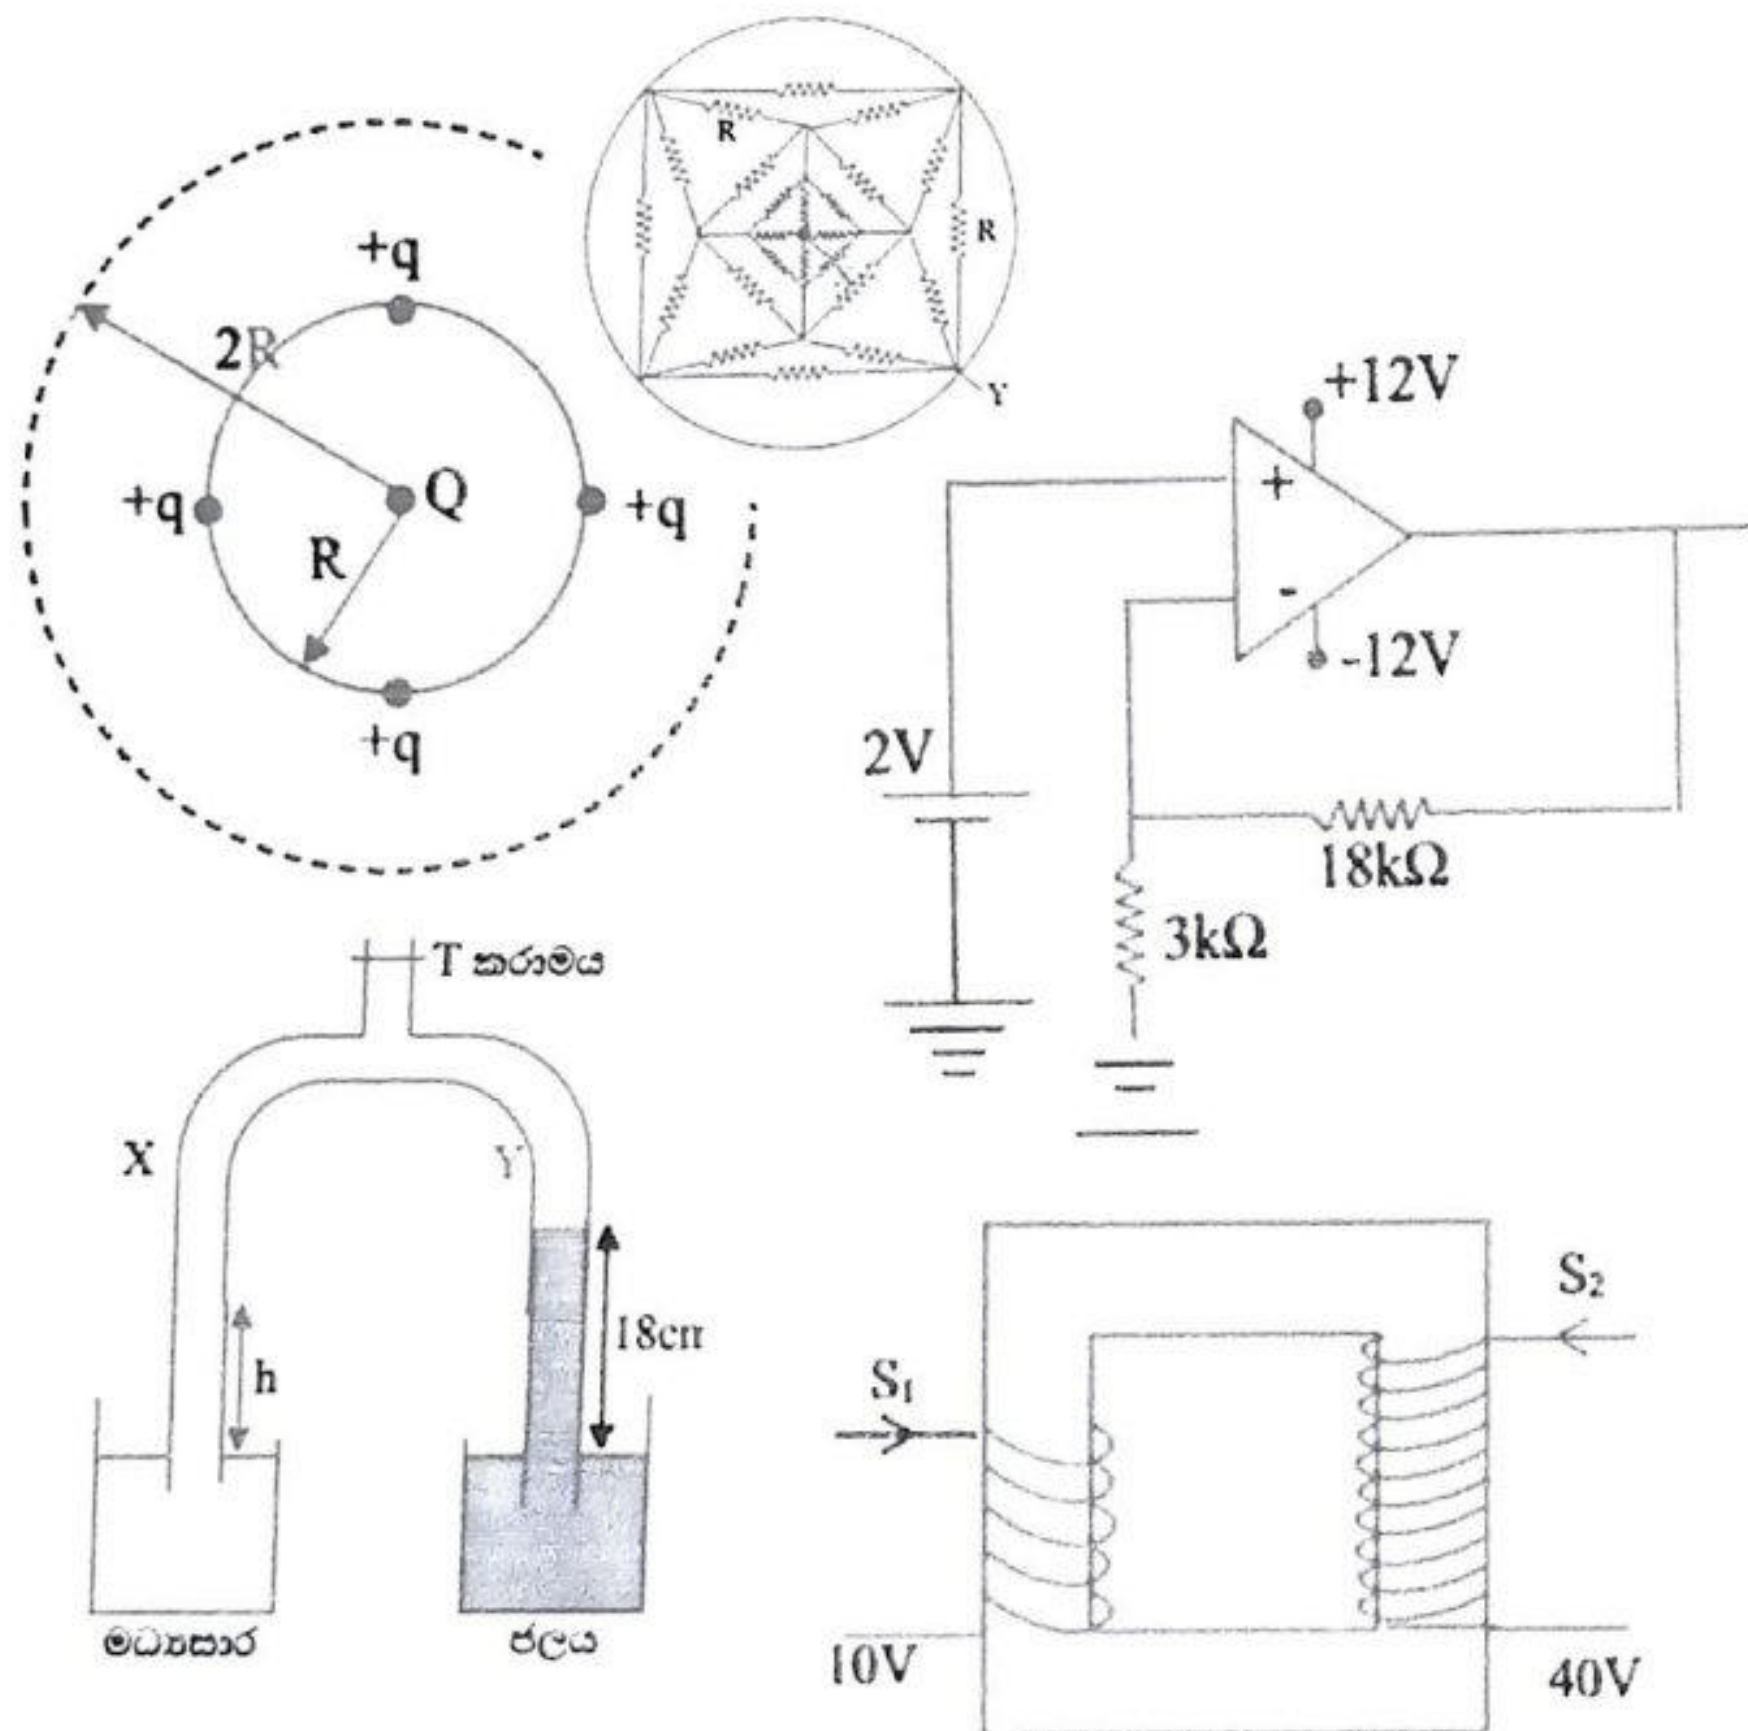 R
R
Y
+q
2R
+q
Q
+q
R
+q
+12V
+
-
-12V
2V
18kΩ
3kΩ
T කරාමය
X
Y
h
18cm
මධ්‍යසාර
ජලය
S₁
S₂
10V
40V